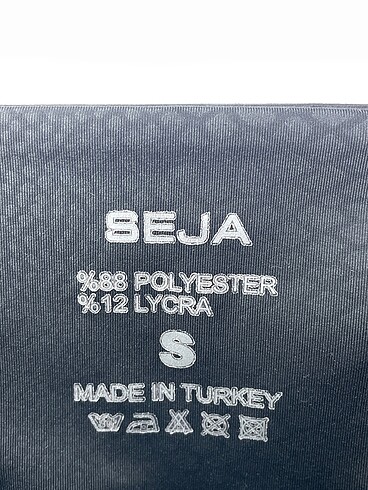 SEJA
%88 POLYESTER
%12 LYCRA
S
MADE IN TURKEY